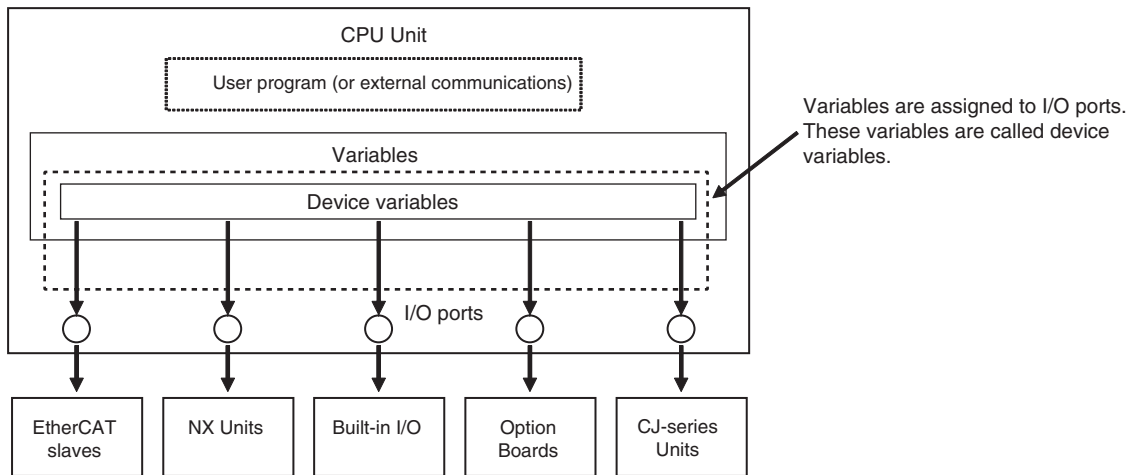 CPU Unit
User program (or external communications)
Variables are assigned to I/O ports.
These variables are called device
variables.
Variables
Device variables
I/O ports
EtherCAT
slaves
NX Units
Built-in I/O
Option
Boards
CJ-series
Units